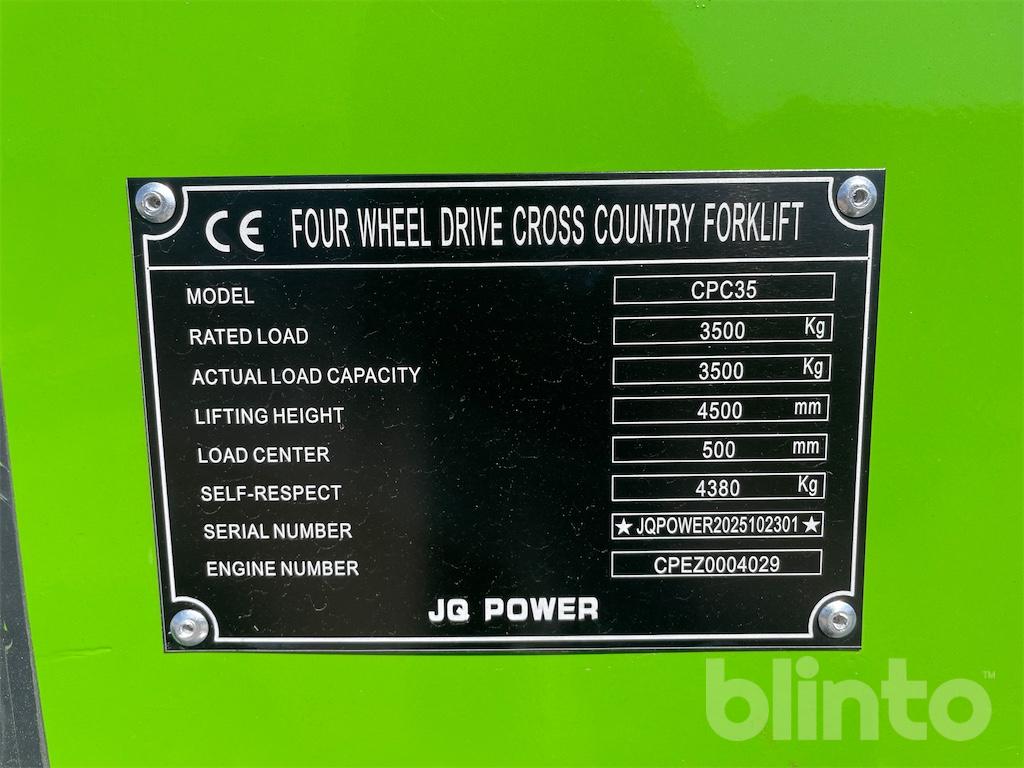 CE FOUR WHEEL DRIVE CROSS COUNTRY FORKLIFT
MODEL CPC35
RATED LOAD 3500 Kg
ACTUAL LOAD CAPACITY 3500 Kg
LIFTING HEIGHT 4500 mm
LOAD CENTER 500 mm
SELF-RESPECT 4380 Kg
SERIAL NUMBER ★JQPOWER2025102301★
ENGINE NUMBER CPEZ0004029
JQ POWER
blinto™